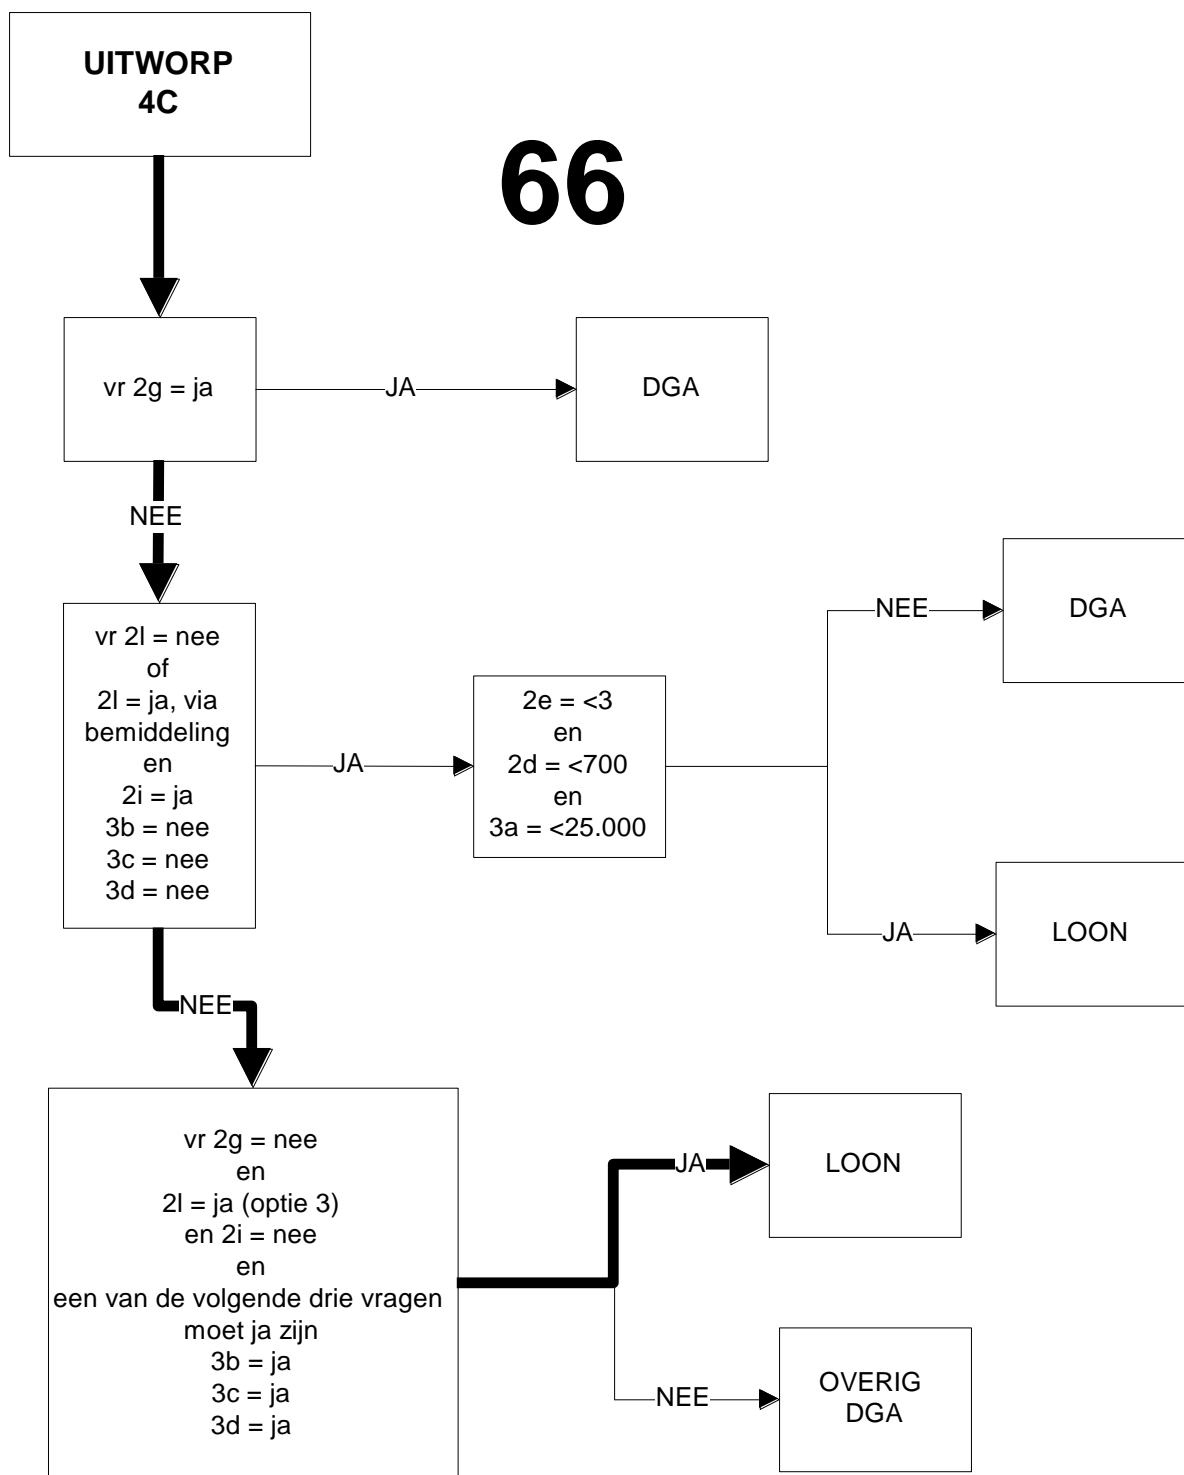 UITWORP
4C
66
vr 2g = ja
JA
DGA
NEE
vr 2l = nee
of
2l = ja, via
bemiddeling
en
2i = ja
3b = nee
3c = nee
3d = nee
JA
2e = <3
en
2d = <700
en
3a = <25.000
NEE
DGA
JA
LOON
NEE
vr 2g = nee
en
2l = ja (optie 3)
en 2i = nee
en
een van de volgende drie vragen
moet ja zijn
3b = ja
3c = ja
3d = ja
JA
LOON
NEE
OVERIG
DGA